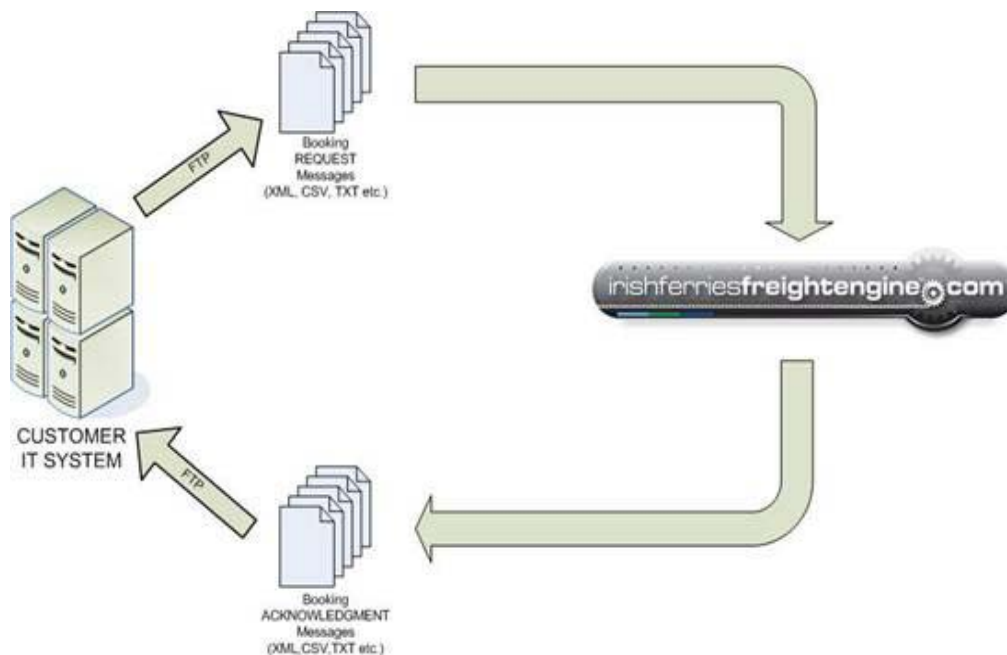 FTP
Booking
REQUEST
Messages
(XML, CSV, TXT etc.)
irishferriesfreightengine.com
CUSTOMER
IT SYSTEM
FTP
Booking
ACKNOWLEDGMENT
Messages
(XML,CSV,TXT etc.)